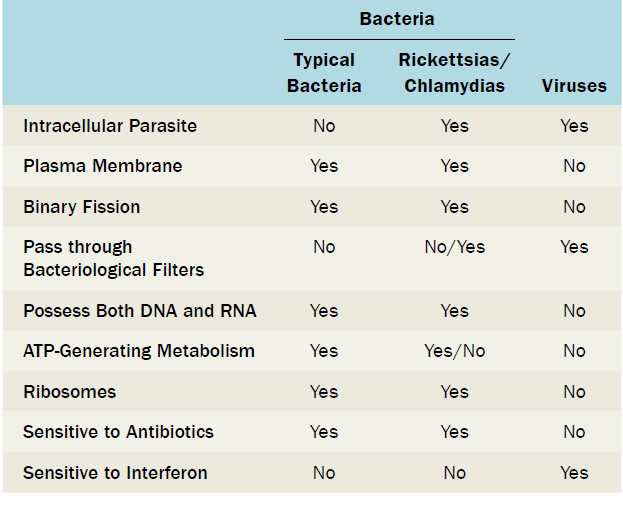 Bacteria
Typical Bacteria Rickettsias/ Chlamydias Viruses
Intracellular Parasite No Yes Yes
Plasma Membrane Yes Yes No
Binary Fission Yes Yes No
Pass through No No/Yes Yes
Bacteriological Filters
Possess Both DNA and RNA Yes Yes No
ATP-Generating Metabolism Yes Yes/No No
Ribosomes Yes Yes No
Sensitive to Antibiotics Yes Yes No
Sensitive to Interferon No No Yes